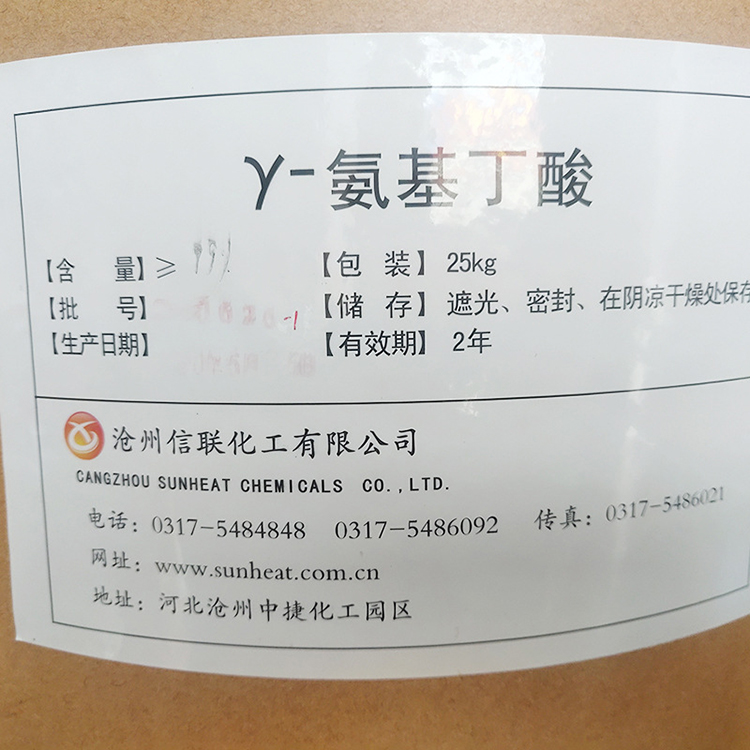 γ-氨基丁酸
【含 量】≥ 99% 【包 装】25kg
【批 号】 【储 存】遮光、密封、在阴凉干燥处保存
【生产日期】 【有效期】2年
沧州信联化工有限公司
CANGZHOU SUNHEAT CHEMICALS CO.,LTD.
电话：0317-5484848 0317-5486092 传真：0317-5486021
网址：www.sunheat.com.cn
地址：河北沧州中捷化工园区